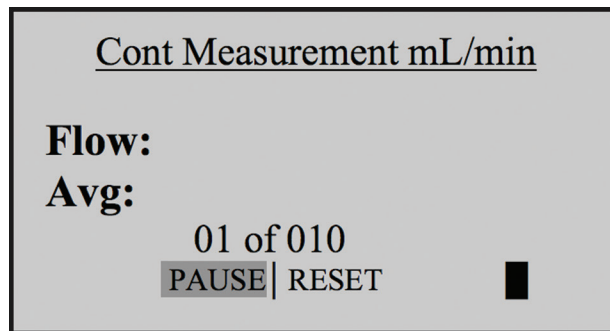 Cont Measurement mL/min
Flow:
Avg:
01 of 010
PAUSE| RESET